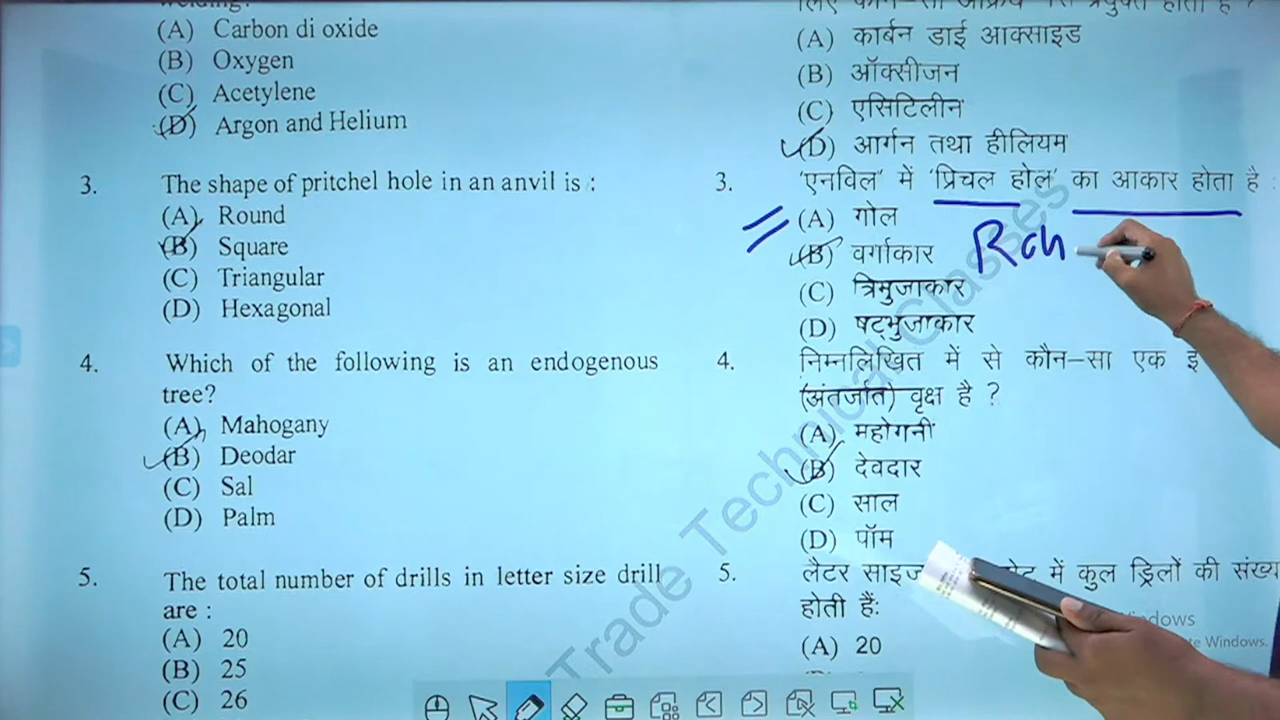 welding?
(A) Carbon di oxide
(B) Oxygen
(C) Acetylene
(D) Argon and Helium
3. The shape of pritchel hole in an anvil is :
(A) Round
(B) Square
(C) Triangular
(D) Hexagonal
4. Which of the following is an endogenous
tree?
(A) Mahogany
(B) Deodar
(C) Sal
(D) Palm
5. The total number of drills in letter size drill
are :
(A) 20
(B) 25
(C) 26
(A) कार्बन डाई आक्साइड
(B) ऑक्सीजन
(C) एसिटिलीन
(D) आर्गन तथा हीलियम
3. 'एनविल' में 'प्रिचल होल' का आकार होता है :
(A) गोल
(B) वर्गाकार
(C) त्रिमुजाकार
(D) षट्भुजाकार
4. निम्नलिखित में से कौन-सा एक
(अंतर्जात) वृक्ष है ?
(A) महोगनी
(B) देवदार
(C) साल
(D) पॉम
5. लैटर साइज में कुल ड्रिलों की
होती हैंः
(A) 20
Trade Technical Classes